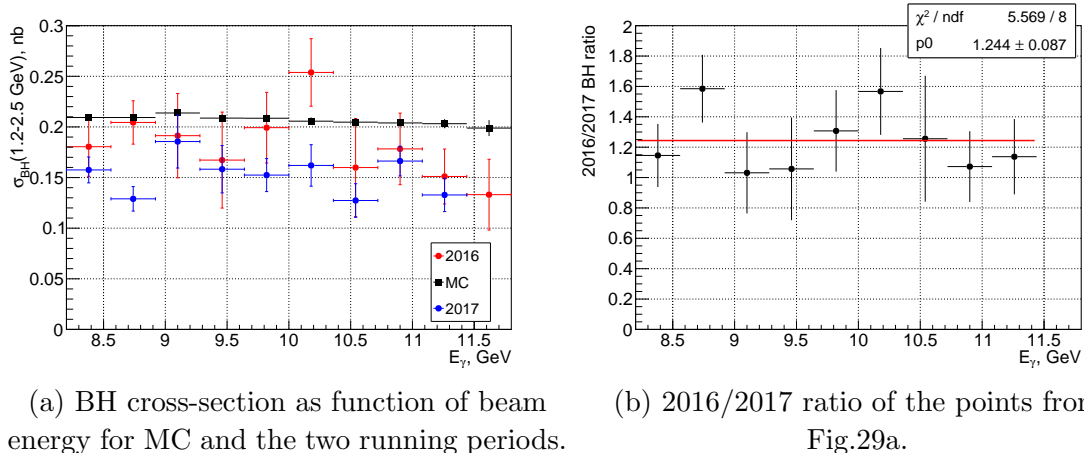 σBH(1.2-2.5 GeV), nb
0.3
0.25
0.2
0.15
0.1
0.05
0
8.5 9 9.5 10 10.5 11 11.5
Eγ, GeV
2016
MC
2017
2016/2017 BH ratio
2
1.8
1.6
1.4
1.2
1
0.8
0.6
0.4
0.2
0
8.5 9 9.5 10 10.5 11 11.5
Eγ, GeV
χ² / ndf 5.569 / 8
p0 1.244 ± 0.087
(a) BH cross-section as function of beam
energy for MC and the two running periods.
(b) 2016/2017 ratio of the points from
Fig.29a.